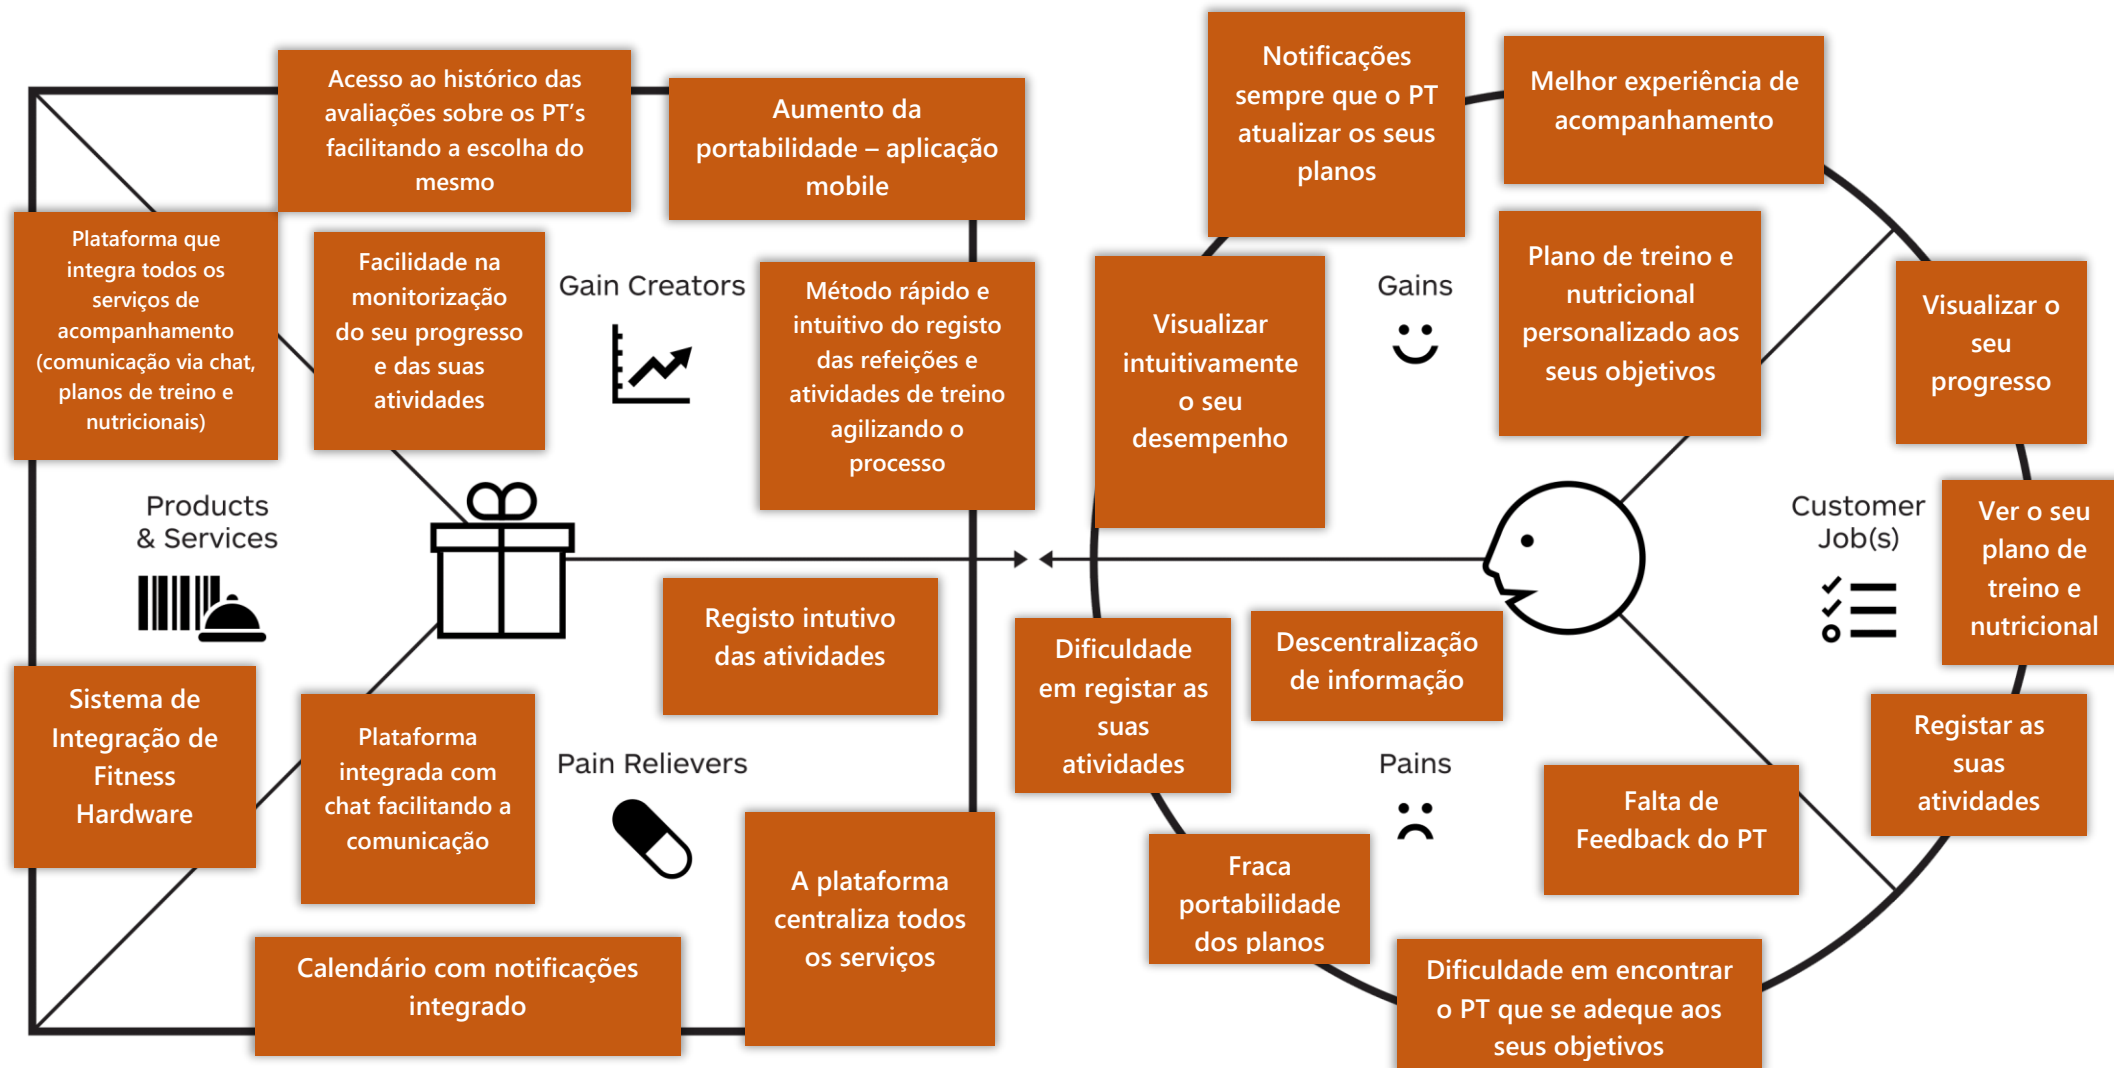 Acesso ao histórico das
avaliações sobre os PT's
facilitando a escolha do
mesmo
Aumento da
portabilidade – aplicação
mobile
Plataforma que
integra todos os
serviços de
acompanhamento
(comunicação via chat,
planos de treino e
nutricionais)
Facilidade na
monitorização
do seu progresso
e das suas
atividades
Gain Creators
Método rápido e
intuitivo do registo
das refeições e
atividades de treino
agilizando o
processo
Products
& Services
Registo intutivo
das atividades
Sistema de
Integração de
Fitness
Hardware
Plataforma
integrada com
chat facilitando a
comunicação
Pain Relievers
A plataforma
centraliza todos
os serviços
Calendário com notificações
integrado
Notificações
sempre que o PT
atualizar os seus
planos
Melhor experiência de
acompanhamento
Visualizar
intuitivamente
o seu
desempenho
Gains
Plano de treino e
nutricional
personalizado aos
seus objetivos
Visualizar o
seu
progresso
Customer
Job(s)
Ver o seu
plano de
treino e
nutricional
Registar as
suas
atividades
Dificuldade
em registar as
suas
atividades
Descentralização
de informação
Pains
Falta de
Feedback do PT
Fraca
portabilidade
dos planos
Dificuldade em encontrar
o PT que se adeque aos
seus objetivos